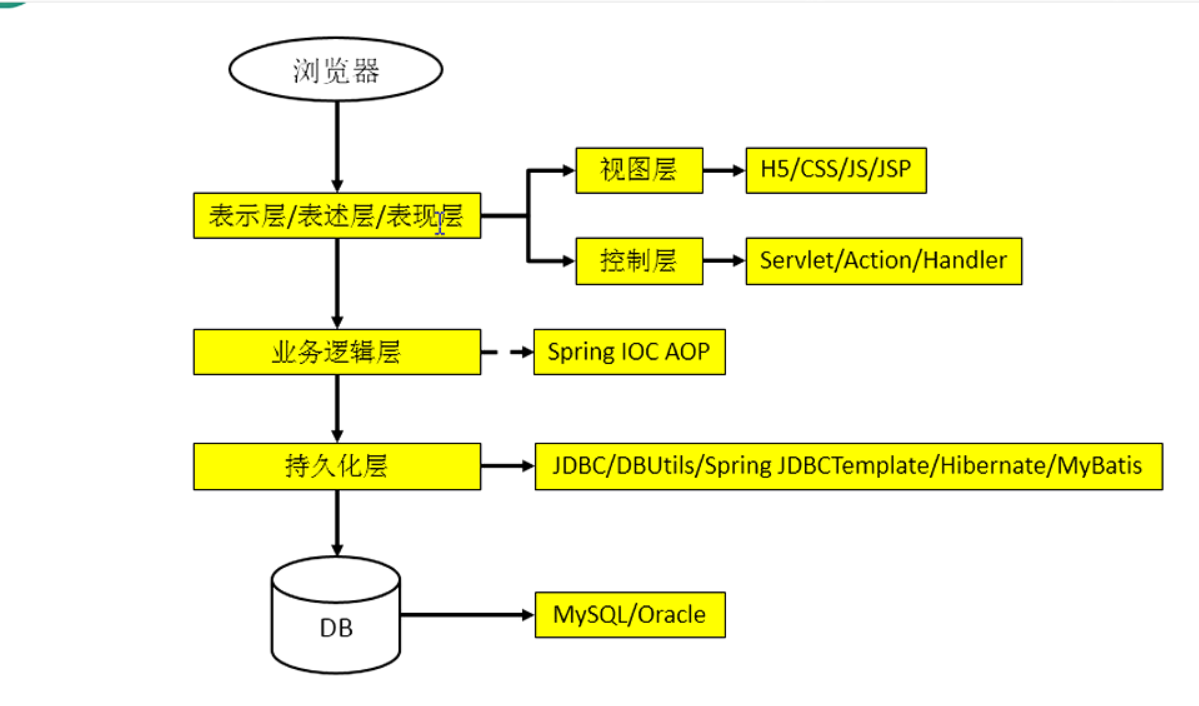 浏览器
视图层
H5/CSS/JS/JSP
表示层/表述层/表现层
控制层
Servlet/Action/Handler
业务逻辑层
Spring IOC AOP
持久化层
JDBC/DBUtils/Spring JDBCTemplate/Hibernate/MyBatis
DB
MySQL/Oracle